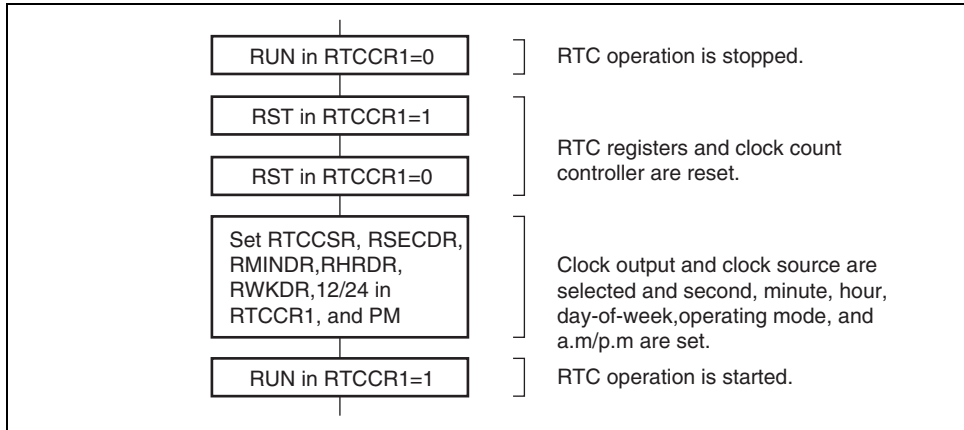 RUN in RTCCR1=0
RTC operation is stopped.
RST in RTCCR1=1
RST in RTCCR1=0
RTC registers and clock count
controller are reset.
Set RTCCSR, RSECDR,
RMINDR,RHRDR,
RWKDR,12/24 in
RTCCR1, and PM
Clock output and clock source are
selected and second, minute, hour,
day-of-week,operating mode, and
a.m/p.m are set.
RUN in RTCCR1=1
RTC operation is started.